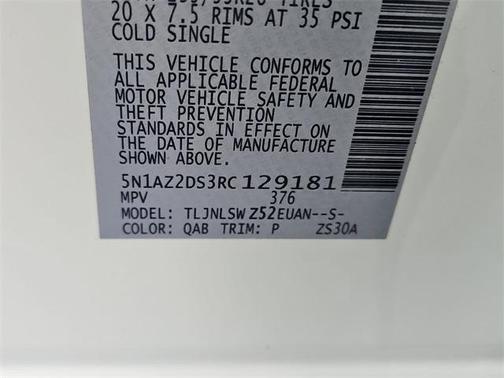 20 X 7.5 RIMS AT 35 PSI
COLD SINGLE
THIS VEHICLE CONFORMS TO
ALL APPLICABLE FEDERAL
MOTOR VEHICLE SAFETY AND
THEFT PREVENTION
STANDARDS IN EFFECT ON
THE DATE OF MANUFACTURE
SHOWN ABOVE.
5N1AZ2DS3RC129181
MPV 376
MODEL: TLJNLSW Z52EUAN--S-
COLOR: QAB TRIM: P ZS30A